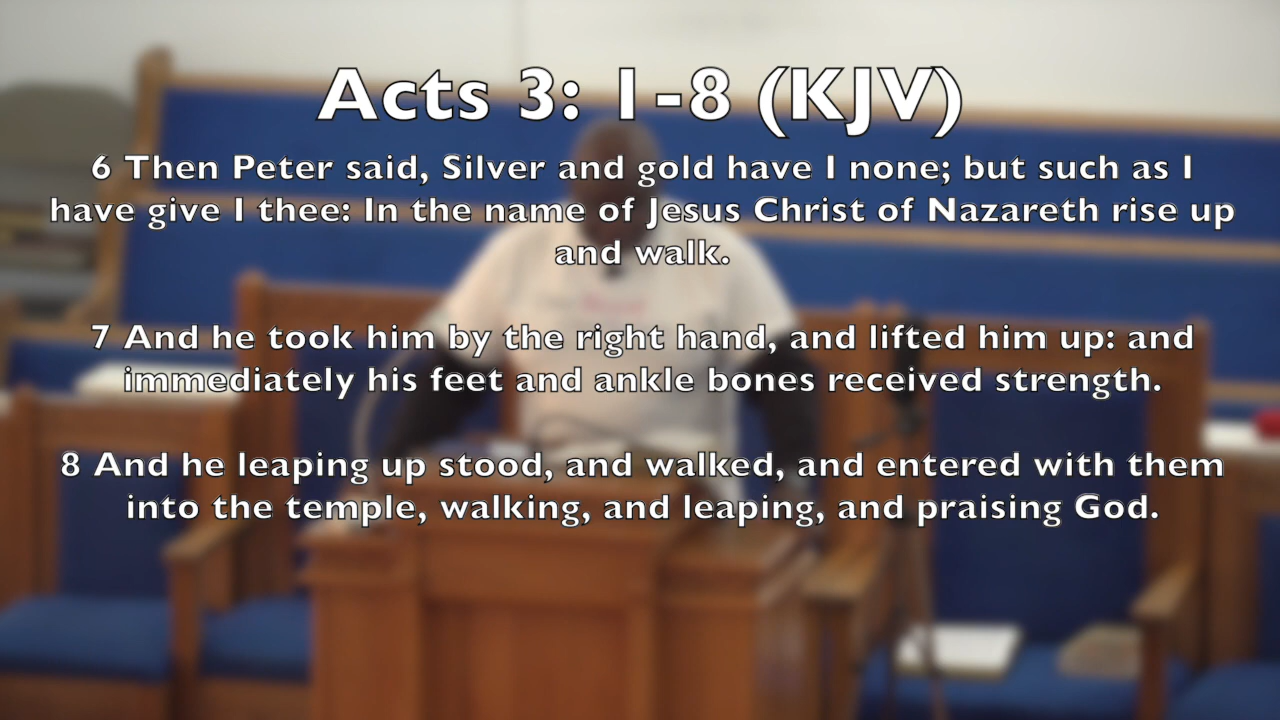 Acts 3: 1-8 (KJV)
6 Then Peter said, Silver and gold have I none; but such as I
have give I thee: In the name of Jesus Christ of Nazareth rise up
and walk.
7 And he took him by the right hand, and lifted him up: and
immediately his feet and ankle bones received strength.
8 And he leaping up stood, and walked, and entered with them
into the temple, walking, and leaping, and praising God.